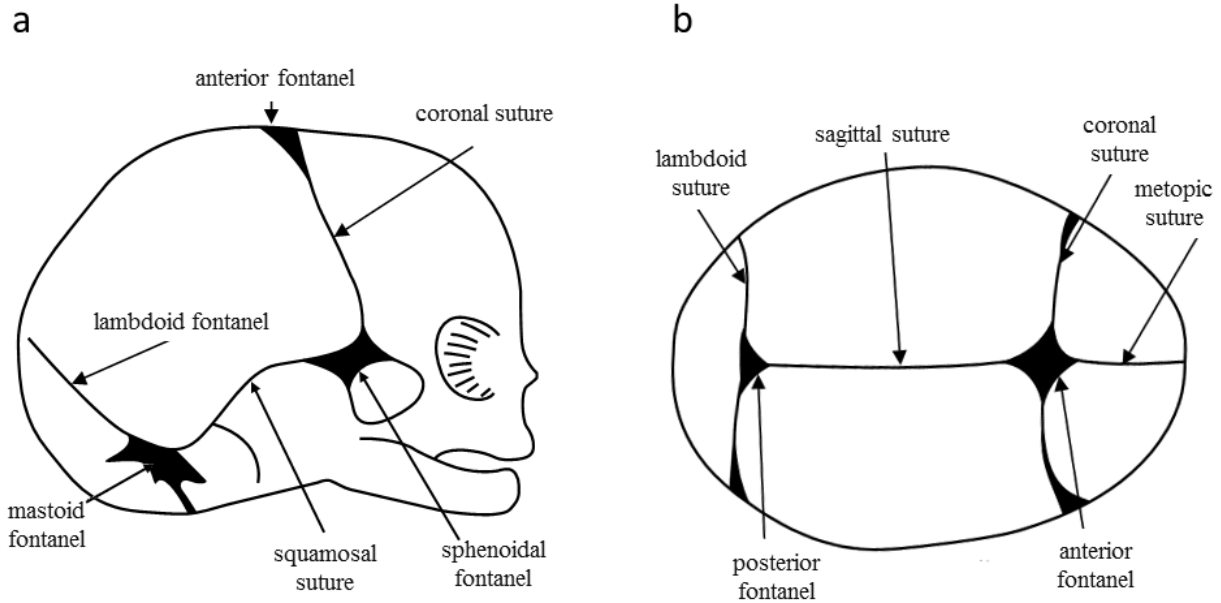 a
anterior fontanel
coronal suture
lambdoid fontanel
mastoid
fontanel
squamosal
suture
sphenoidal
fontanel
b
sagittal suture
coronal
suture
lambdoid
suture
metopic
suture
posterior
fontanel
anterior
fontanel